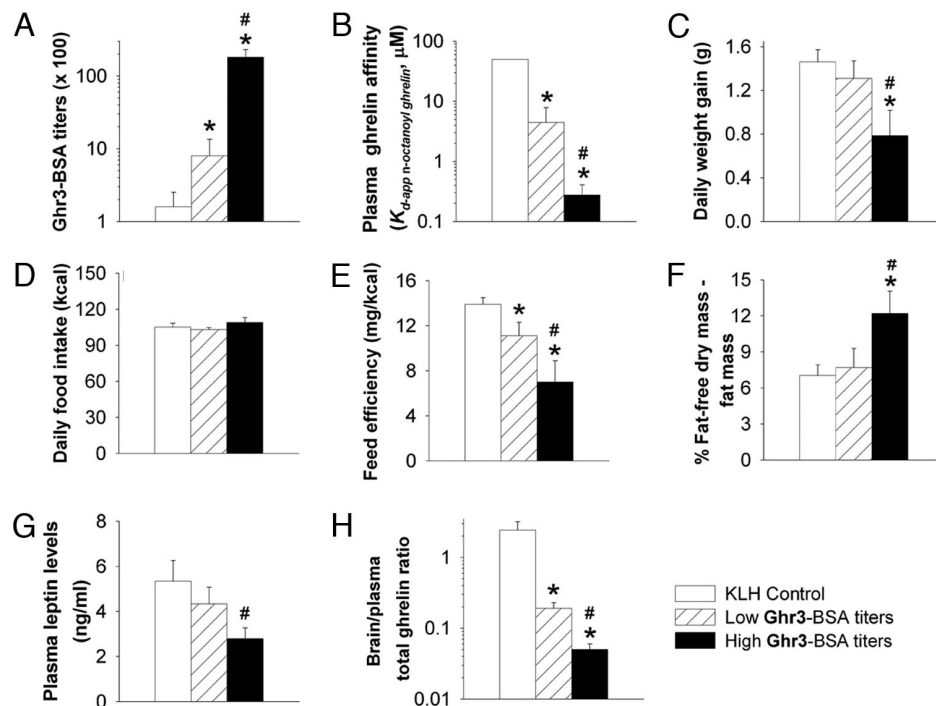 A
Ghr3-BSA titers (x 100)
100
10
1
#
*
*
B
Plasma ghrelin affinity
(Kd-app n-octanoyl ghrelin, μM)
50
10
1
0.1
*
#
*
C
Daily weight gain (g)
1.6
1.2
0.8
0.4
0.0
#
*
D
Daily food intake (kcal)
150
120
90
60
30
0
E
Feed efficiency (mg/kcal)
16
12
8
4
0
*
#
*
F
% Fat-free dry mass -
fat mass
15
12
9
6
3
0
#
*
G
Plasma leptin levels
(ng/ml)
8
6
4
2
0
#
H
Brain/plasma
total ghrelin ratio
1
0.1
0.01
*
#
*
KLH Control
Low Ghr3-BSA titers
High Ghr3-BSA titers